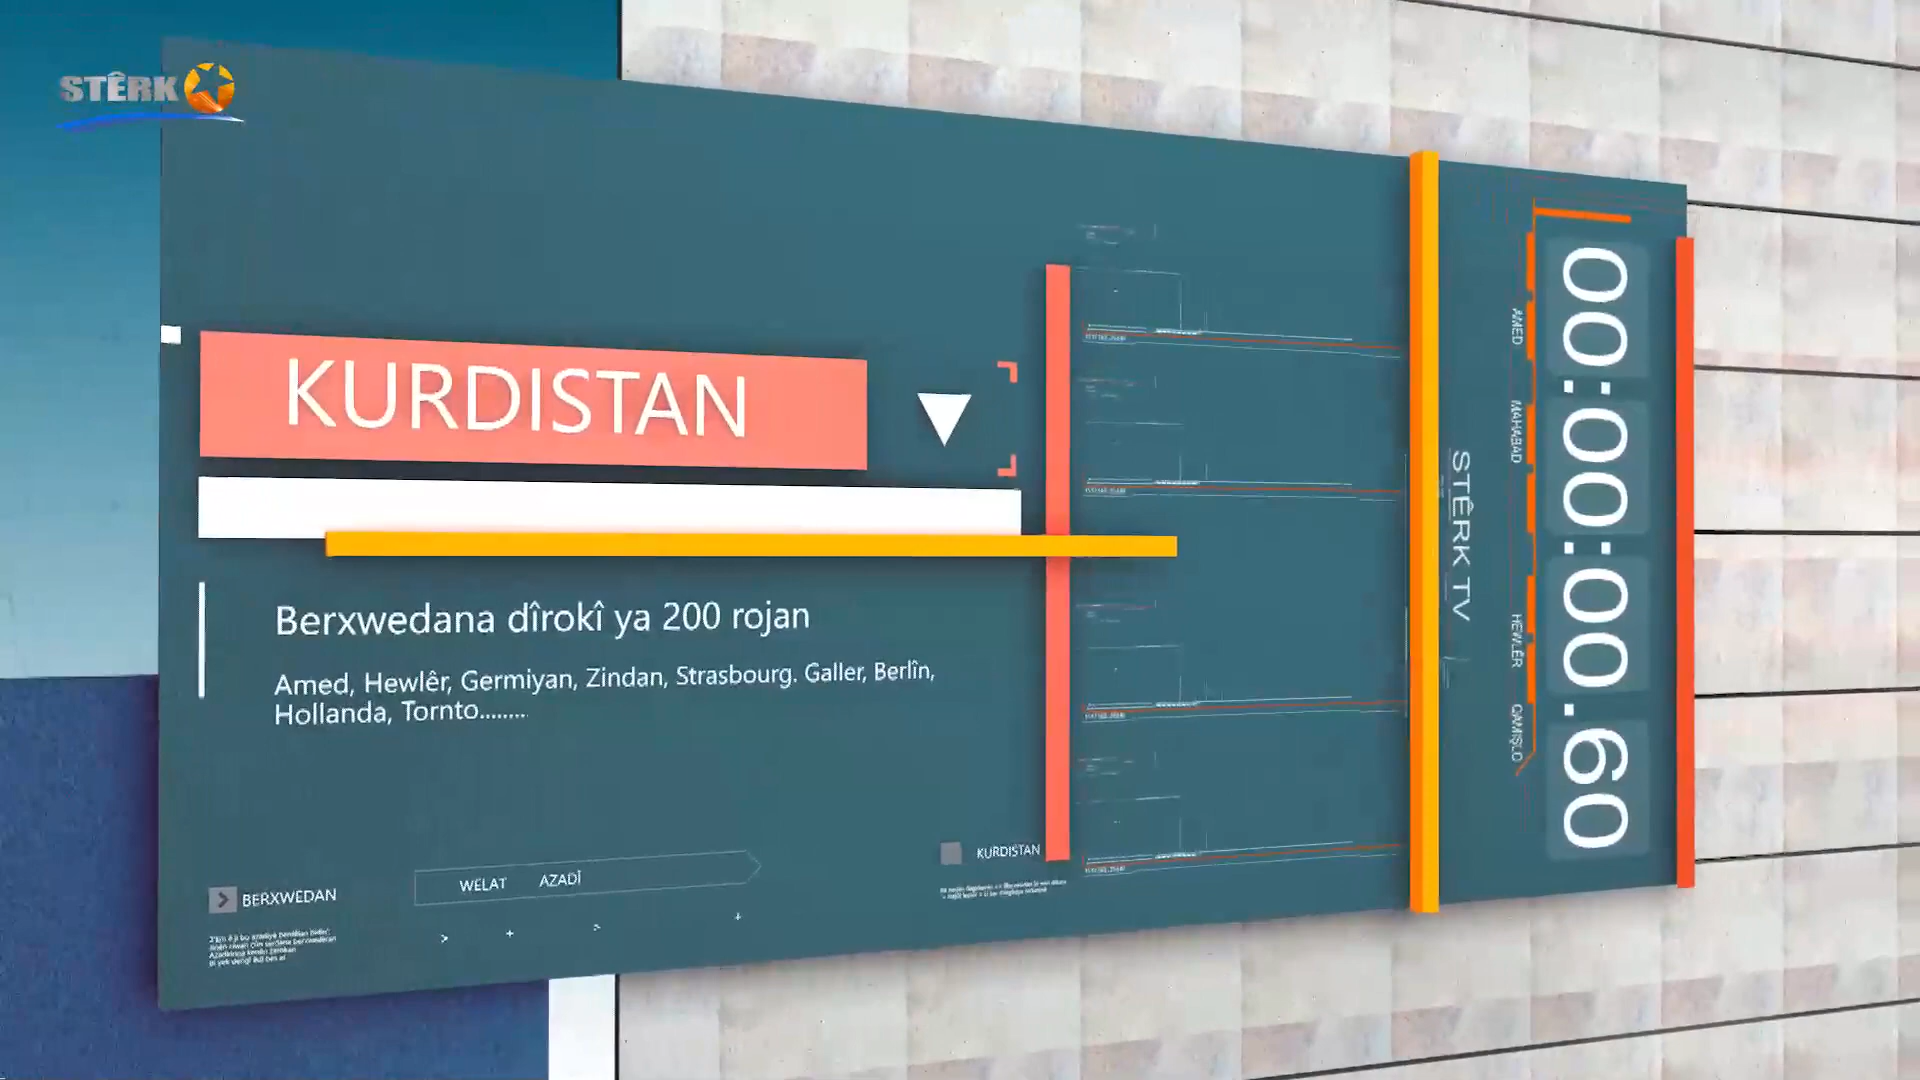 STÊRK
KURDISTAN
Berxwedana dîrokî ya 200 rojan
Amed, Hewlêr, Germiyan, Zindan, Strasbourg. Galler, Berlîn,
Hollanda, Tornto........
BERXWEDAN
WELAT AZADÎ
KURDISTAN
STÊRK TV
AMED
MAHABAD
HEWLÊR
QAMIŞLO
00:00:00.60